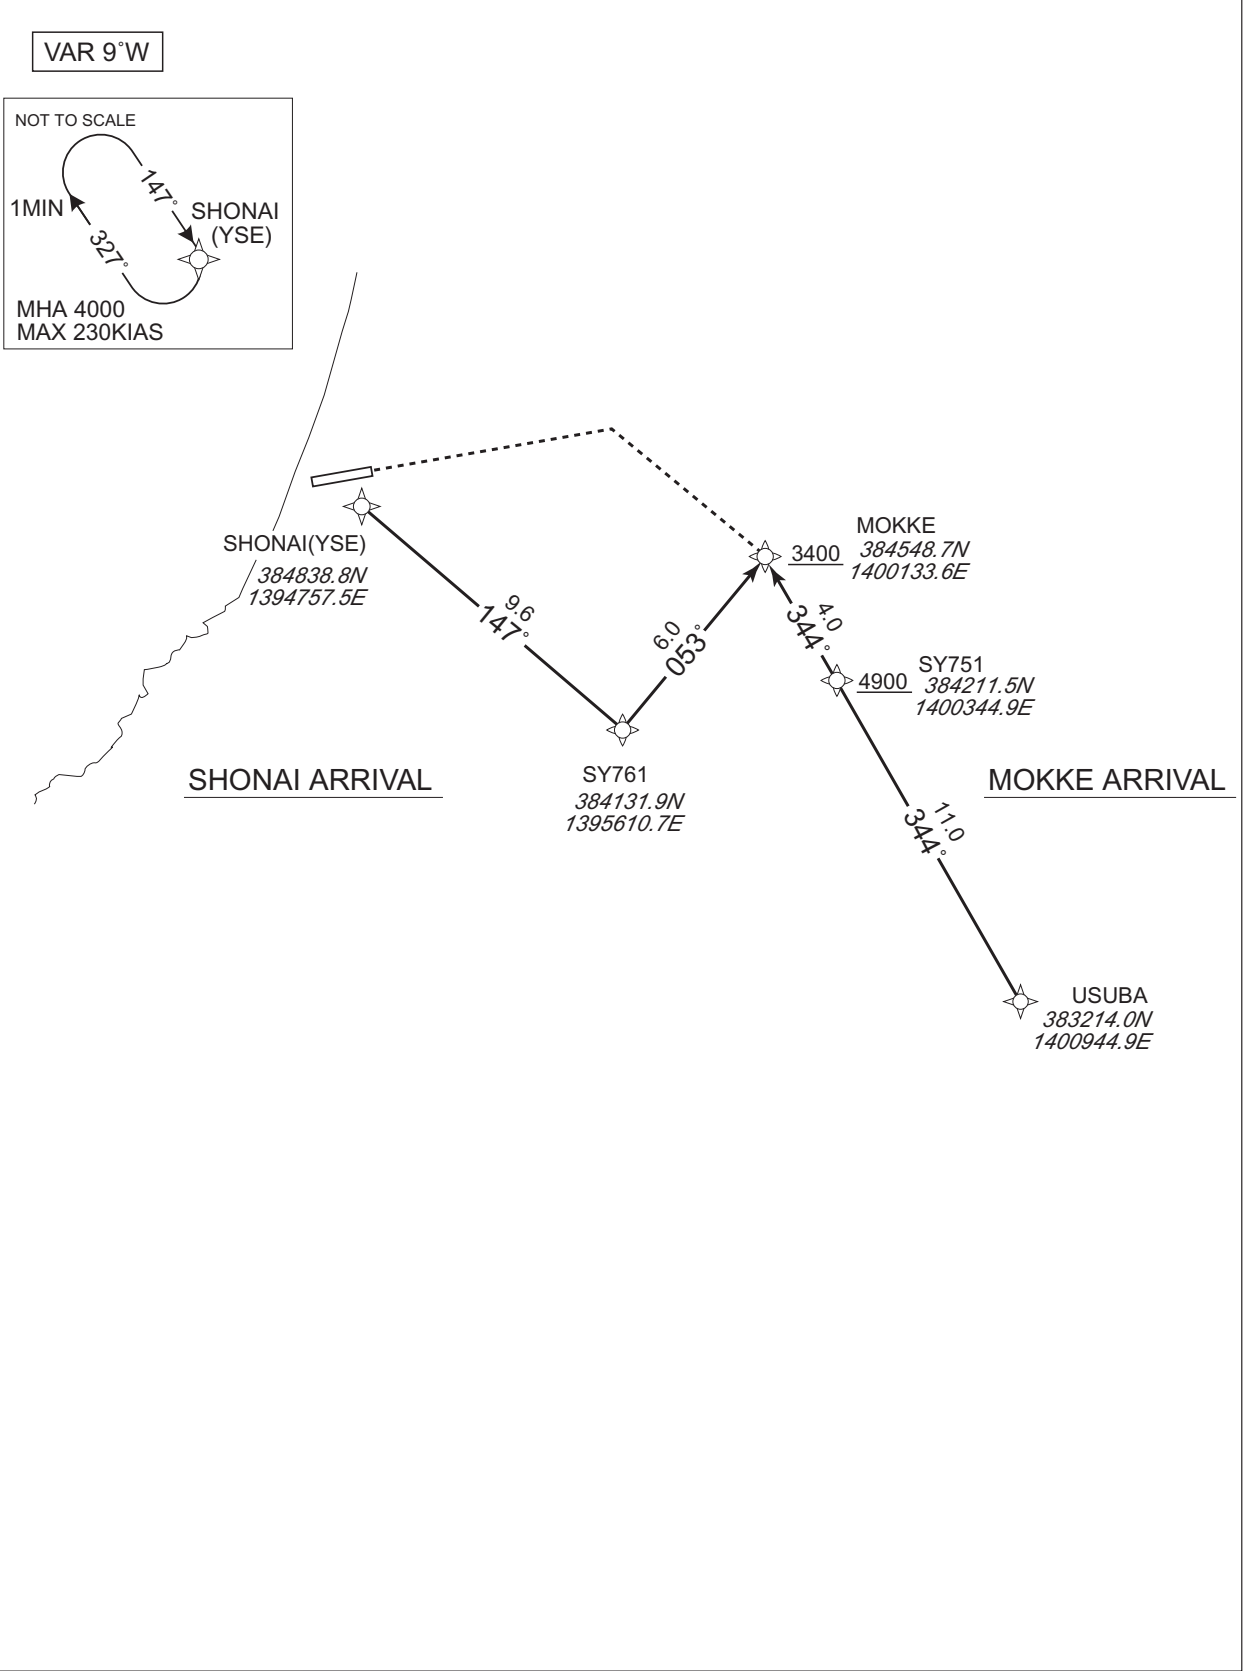 VAR 9°W
NOT TO SCALE
147°
1MIN
SHONAI
(YSE)
327°
MHA 4000
MAX 230KIAS
SHONAI(YSE)
384838.8N
1394757.5E
MOKKE
3400
384548.7N
1400133.6E
9.6
147°
6.0
053°
4.0
344°
SY751
4900
384211.5N
1400344.9E
SHONAI ARRIVAL
SY761
384131.9N
1395610.7E
MOKKE ARRIVAL
11.0
344°
USUBA
383214.0N
1400944.9E